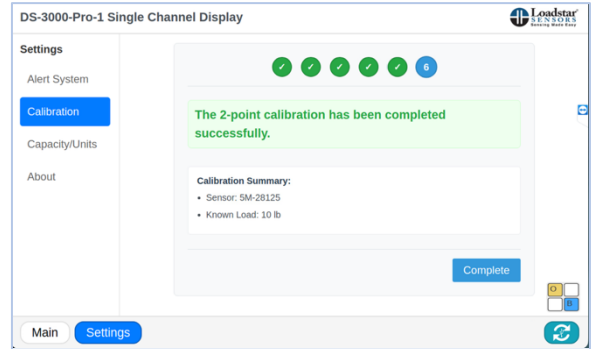 DS-3000-Pro-1 Single Channel Display
Loadstar
SENSORS
Sensing Made Easy
Settings
Alert System
Calibration
Capacity/Units
About
6
The 2-point calibration has been completed
successfully.
Calibration Summary:
• Sensor: 5M-28125
• Known Load: 10 lb
Complete
O
B
Main
Settings